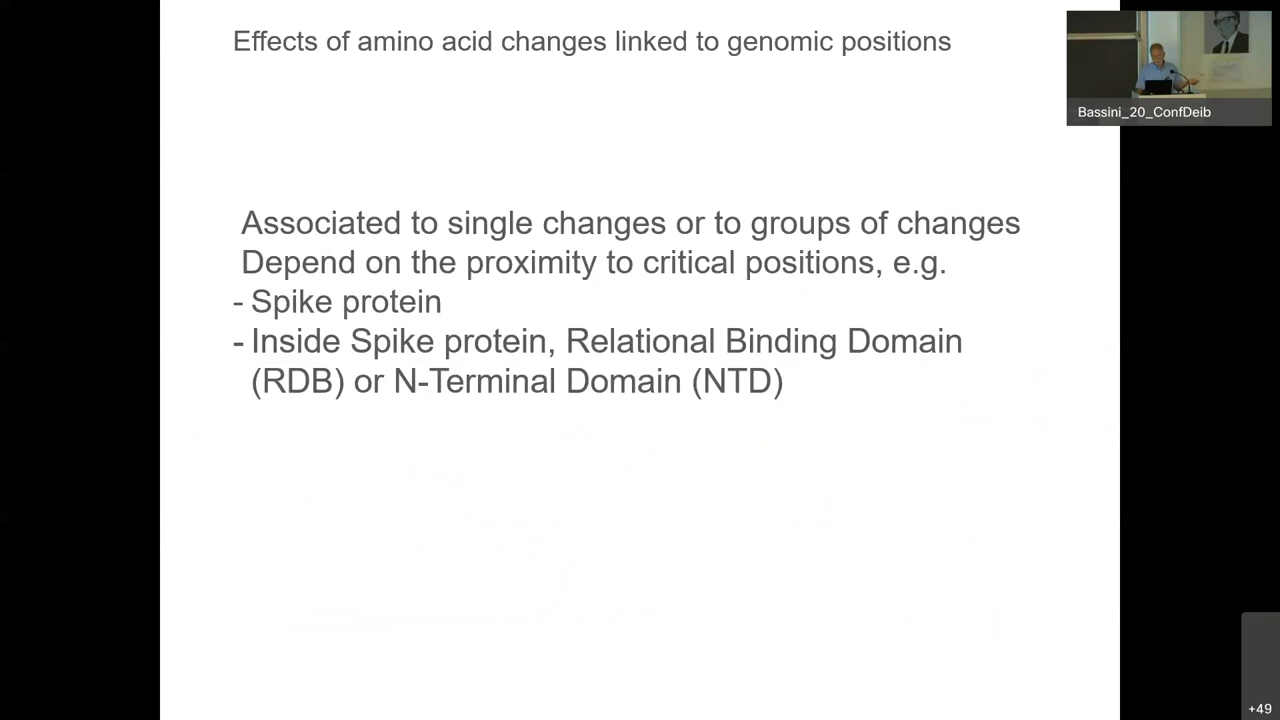 Effects of amino acid changes linked to genomic positions
Bassini_20_ConfDeib
Associated to single changes or to groups of changes
Depend on the proximity to critical positions, e.g.
- Spike protein
- Inside Spike protein, Relational Binding Domain
(RDB) or N-Terminal Domain (NTD)
+49